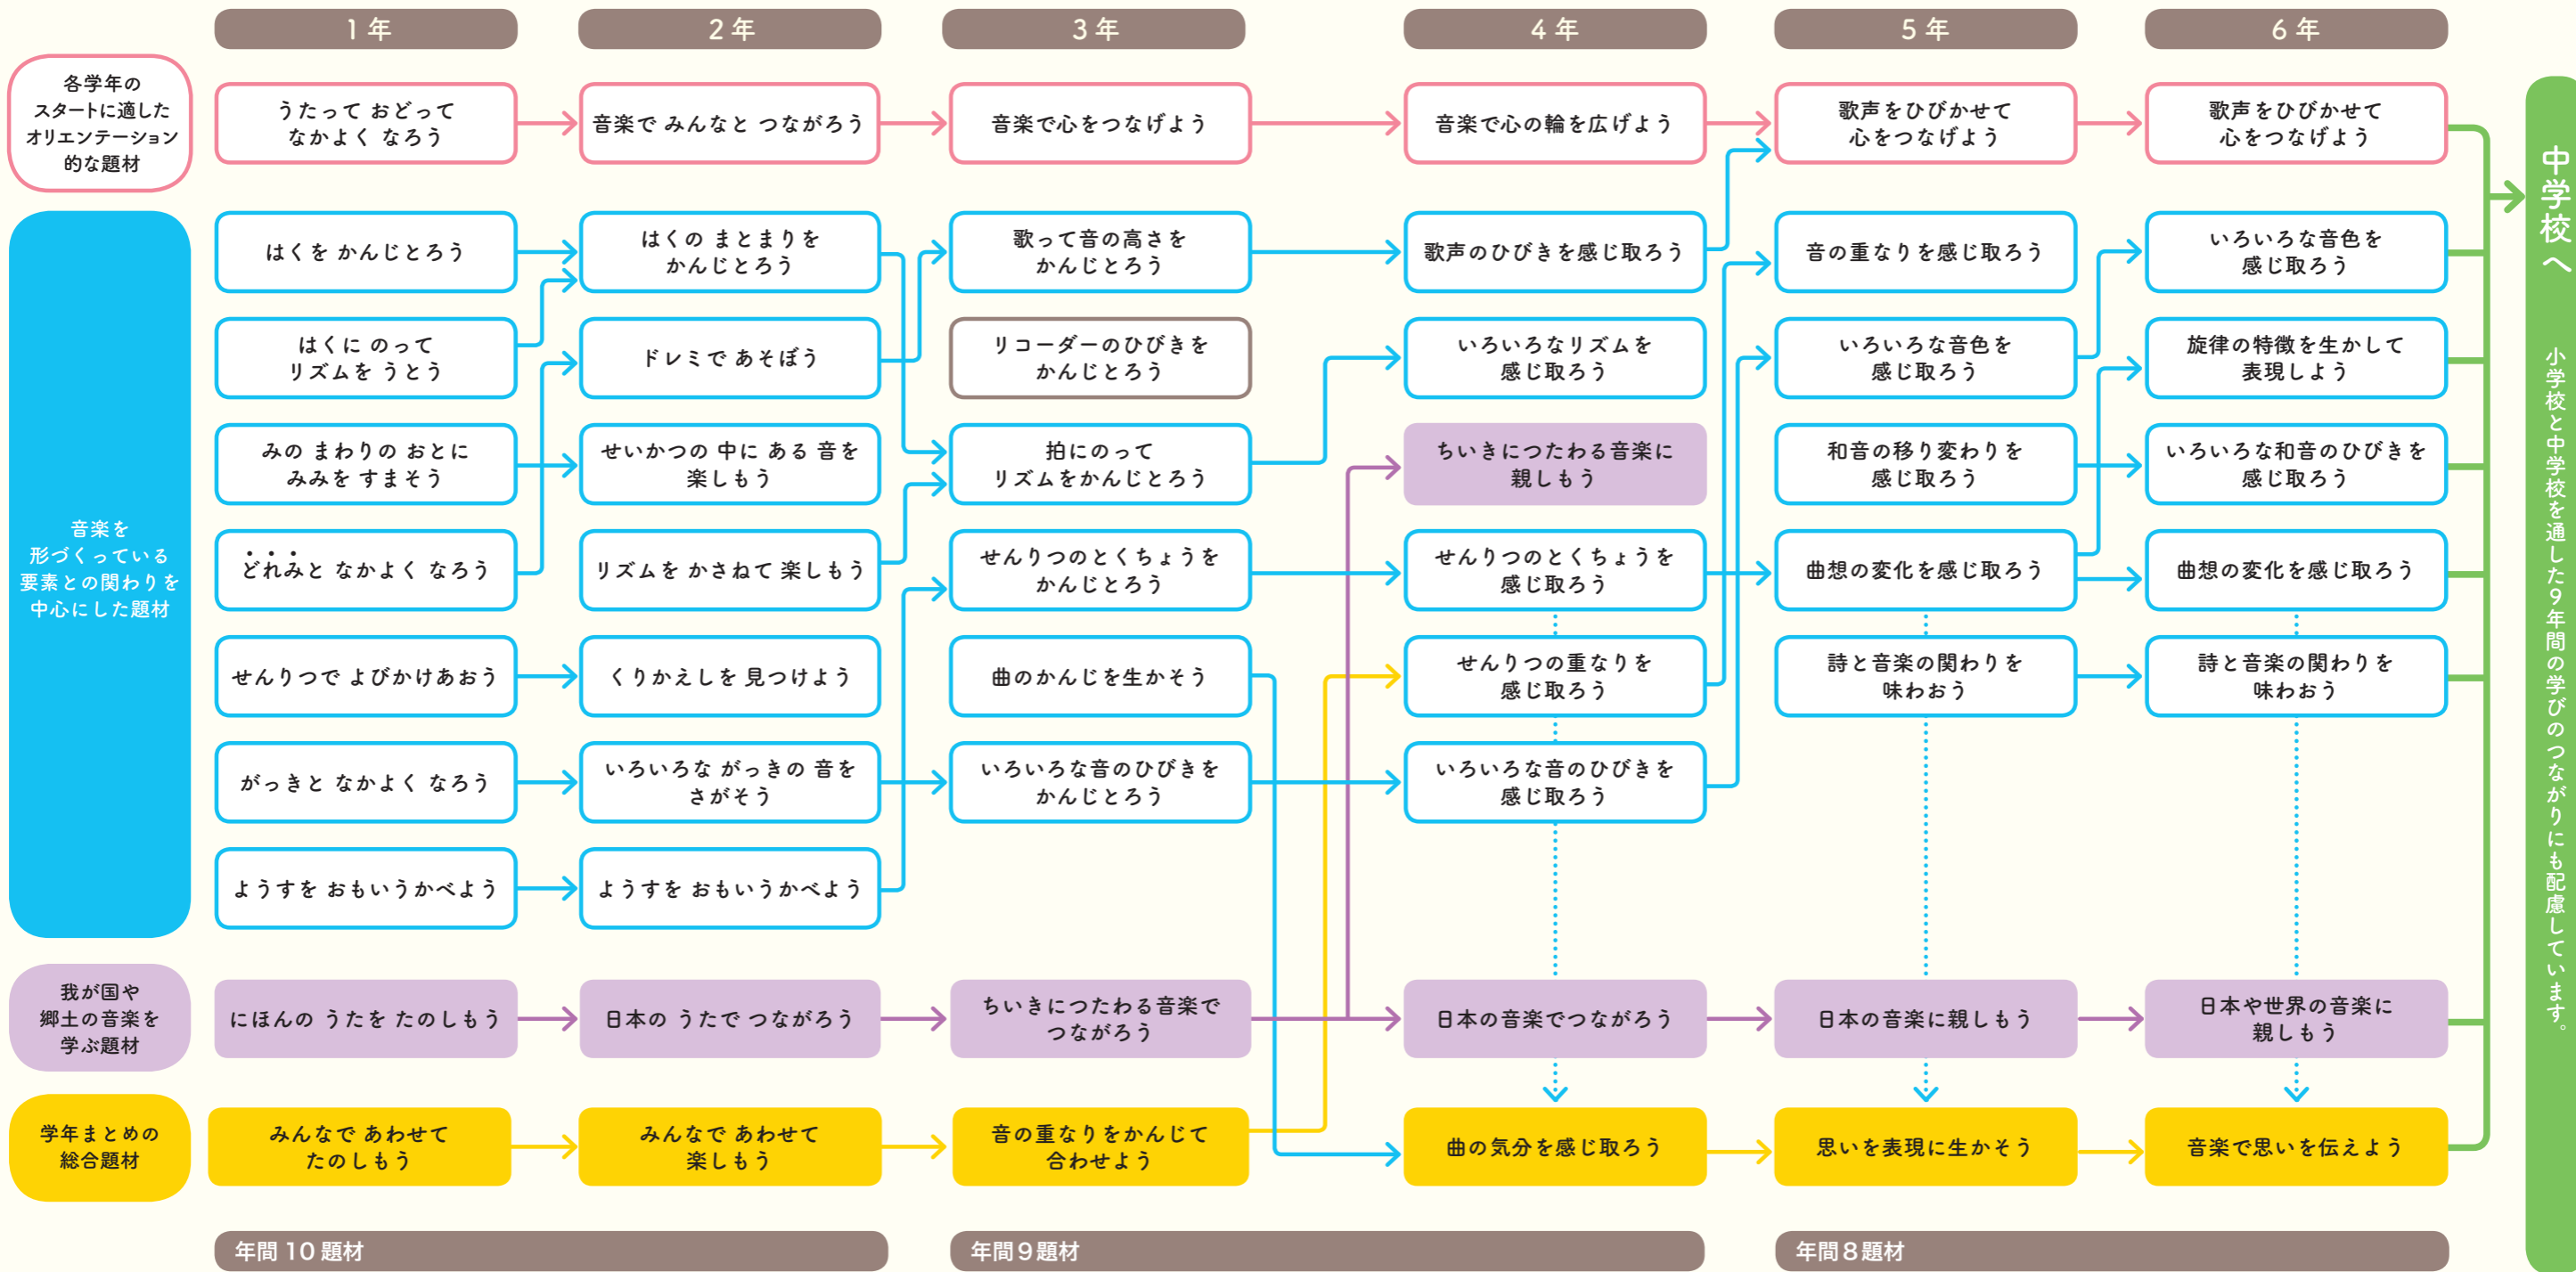 1年
2年
3年
4年
5年
6年
各学年の
スタートに適した
オリエンテーション
的な題材
うたって おどって
なかよく なろう
音楽で みんなと つながろう
音楽で心をつなげよう
音楽で心の輪を広げよう
歌声をひびかせて
心をつなげよう
歌声をひびかせて
心をつなげよう
音楽を
形づくっている
要素との関わりを
中心にした題材
はくを かんじとろう
はくの まとまりを
かんじとろう
歌って音の高さを
かんじとろう
歌声のひびきを感じ取ろう
音の重なりを感じ取ろう
いろいろな音色を
感じ取ろう
はくに のって
リズムを うとう
ドレミで あそぼう
リコーダーのひびきを
かんじとろう
いろいろなリズムを
感じ取ろう
いろいろな音色を
感じ取ろう
旋律の特徴を生かして
表現しよう
みの まわりの おとに
みみを すまそう
せいかつの 中に ある 音を
楽しもう
拍にのって
リズムをかんじとろう
ちいきにつたわる音楽に
親しもう
和音の移り変わりを
感じ取ろう
いろいろな和音のひびきを
感じ取ろう
どれみと なかよく なろう
リズムを かさねて 楽しもう
せんりつのとくちょうを
かんじとろう
せんりつのとくちょうを
感じ取ろう
曲想の変化を感じ取ろう
曲想の変化を感じ取ろう
せんりつで よびかけあおう
くりかえしを 見つけよう
曲のかんじを生かそう
せんりつの重なりを
感じ取ろう
詩と音楽の関わりを
味わおう
詩と音楽の関わりを
味わおう
がっきと なかよく なろう
いろいろな がっきの 音を
さがそう
いろいろな音のひびきを
かんじとろう
いろいろな音のひびきを
感じ取ろう
ようすを おもいうかべよう
ようすを おもいうかべよう
我が国や
郷土の音楽を
学ぶ題材
にほんの うたを たのしもう
日本の うたで つながろう
ちいきにつたわる音楽で
つながろう
日本の音楽でつながろう
日本の音楽に親しもう
日本や世界の音楽に
親しもう
学年まとめの
総合題材
みんなで あわせて
たのしもう
みんなで あわせて
楽しもう
音の重なりをかんじて
合わせよう
曲の気分を感じ取ろう
思いを表現に生かそう
音楽で思いを伝えよう
年間10題材
年間9題材
年間8題材
中学校へ
小学校と中学校を通した9年間の学びのつながりにも配慮しています。